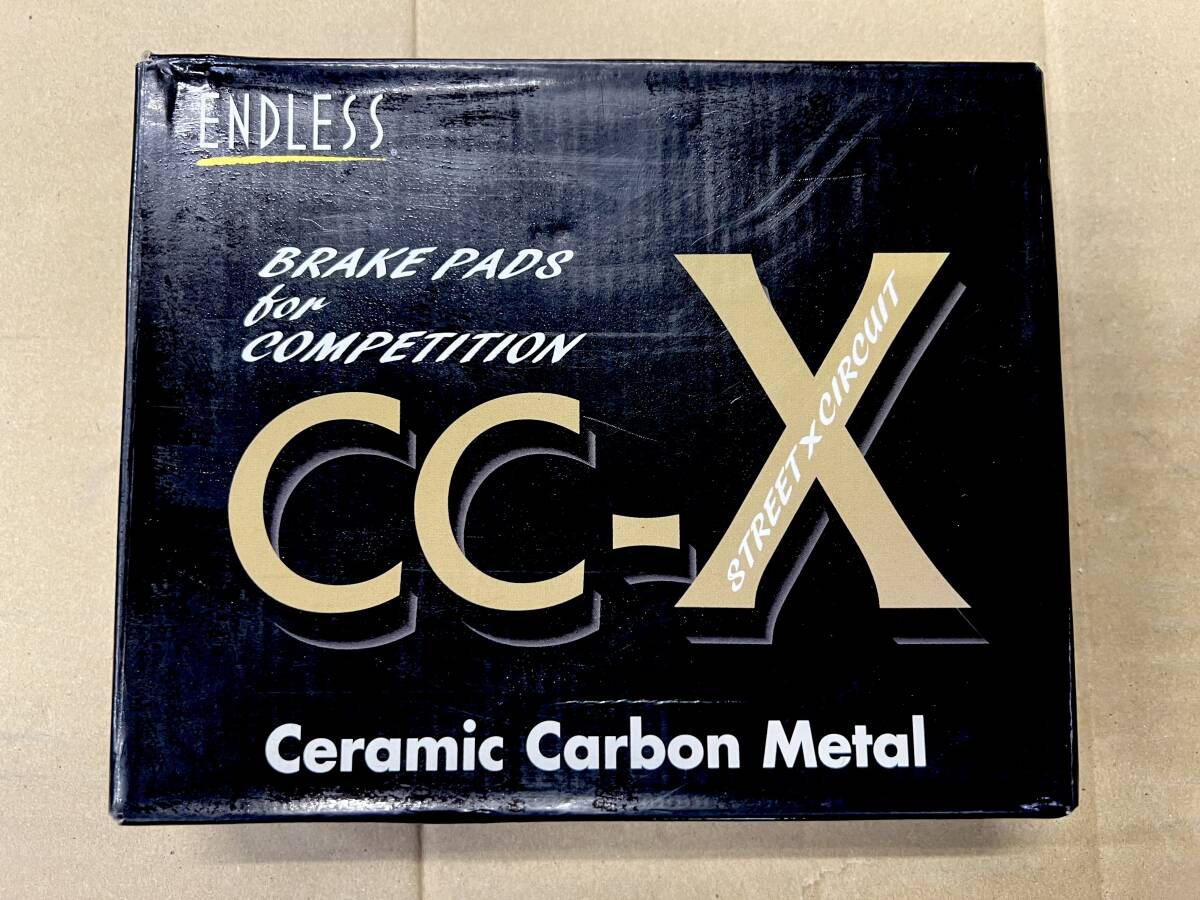 ENDLESS
BRAKE PADS
for
COMPETITION
CC-X
STREET X CIRCUIT
Ceramic Carbon Metal